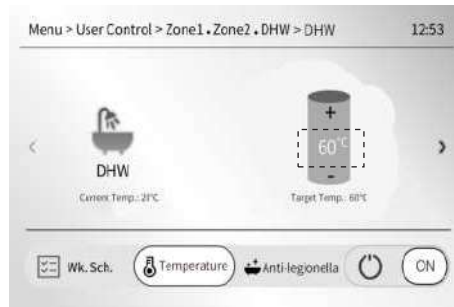 Menu > User Control > Zone1.Zone2.DHW > DHW 12:53
+
60°C
-
DHW
Current Temp.: 21°C
Target Temp.: 60°C
Wk. Sch. Temperature Anti-legionella ON